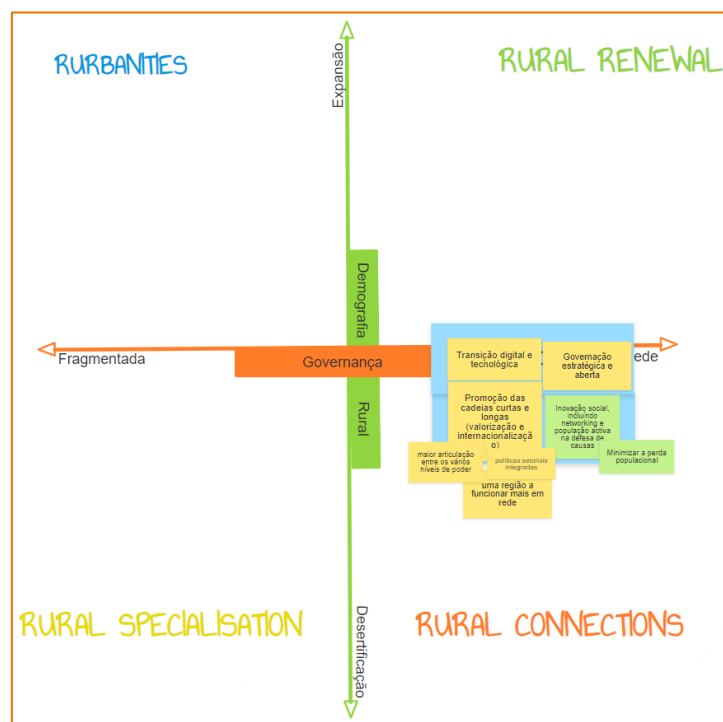 RURBANITIES
RURAL RENEWAL
Expansão
Demografia
Fragmentada
Governança
ede
Transição digital e
tecnológica
Governação
estratégica e
aberta
Rural
Promoção das
cadeias curtas e
longas
(valorização e
internacionalizaçã
o)
Inovação social,
incluíndo
networking e
população activa
na defesa de
causas
maior articulação
entre os vários
níveis de poder
políticas setoriais
integradas
Minimizar a perda
populacional
uma região a
funcionar mais em
rede
RURAL SPECIALISATION
Desertificação
RURAL CONNECTIONS